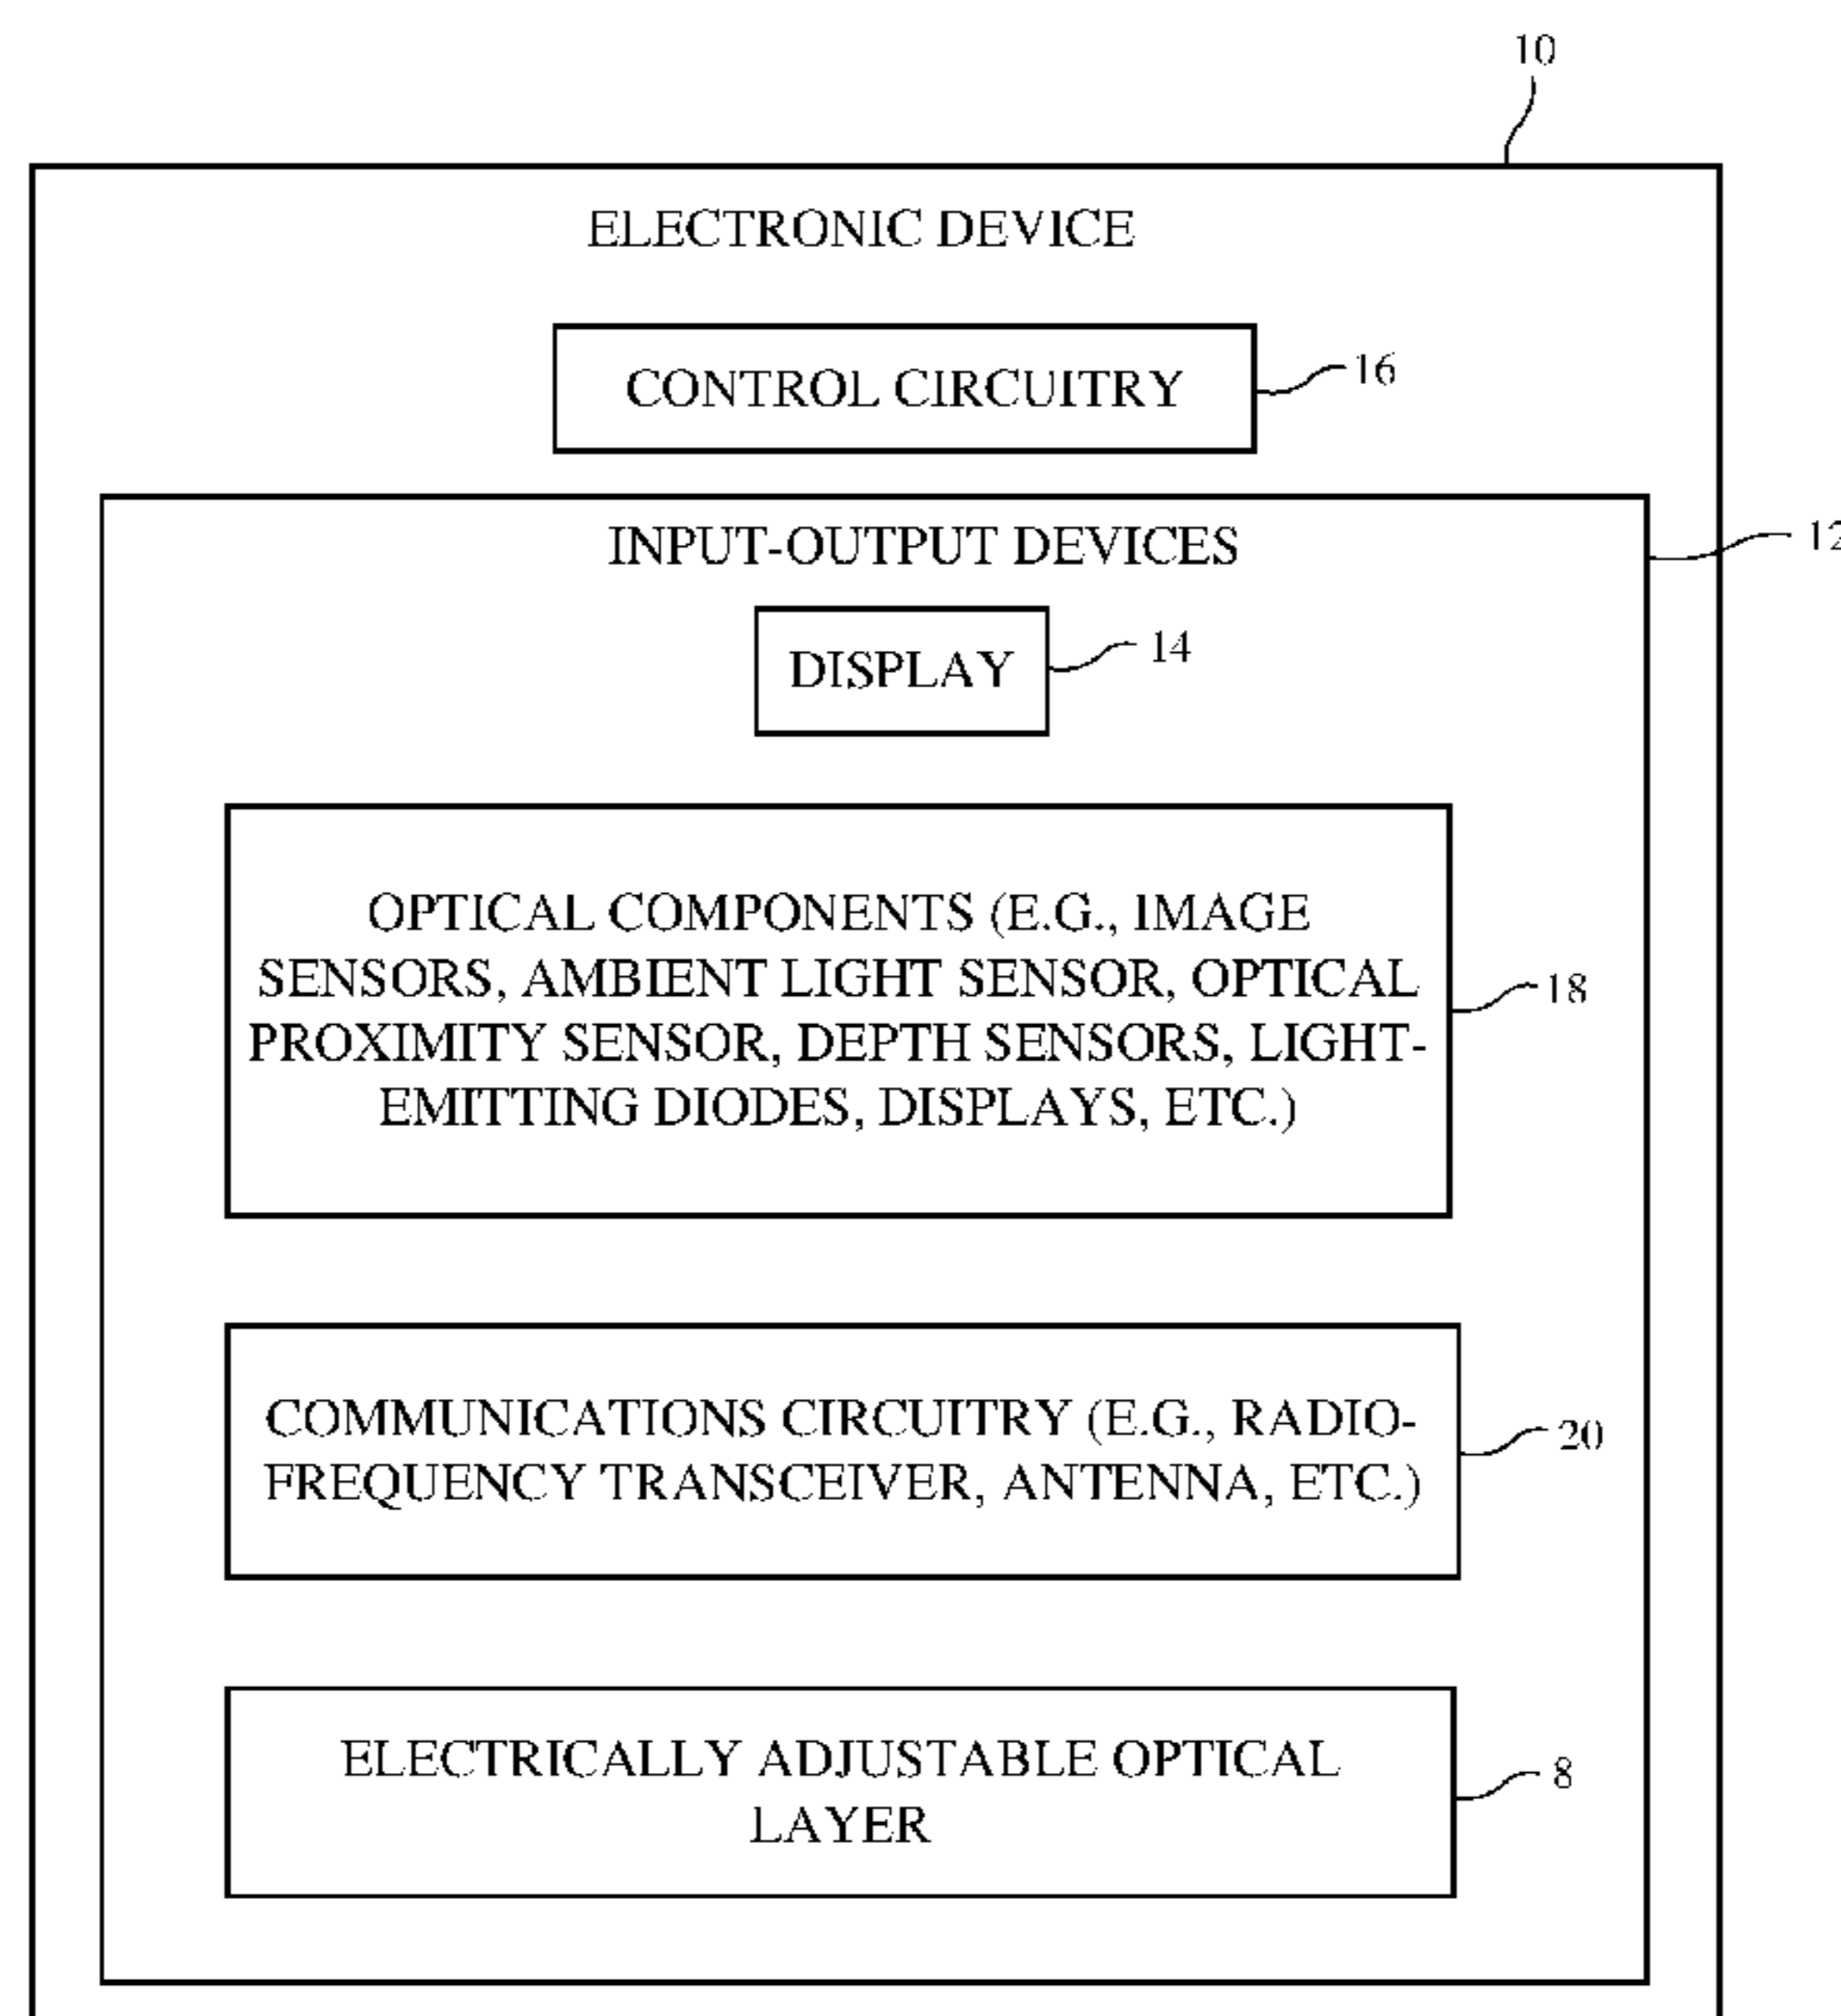 10
ELECTRONIC DEVICE
CONTROL CIRCUITRY
16
INPUT-OUTPUT DEVICES
12
DISPLAY
14
OPTICAL COMPONENTS (E.G., IMAGE
SENSORS, AMBIENT LIGHT SENSOR, OPTICAL
PROXIMITY SENSOR, DEPTH SENSORS, LIGHT-
EMITTING DIODES, DISPLAYS, ETC.)
18
COMMUNICATIONS CIRCUITRY (E.G., RADIO-
FREQUENCY TRANSCEIVER, ANTENNA, ETC.)
20
ELECTRICALLY ADJUSTABLE OPTICAL
LAYER
8